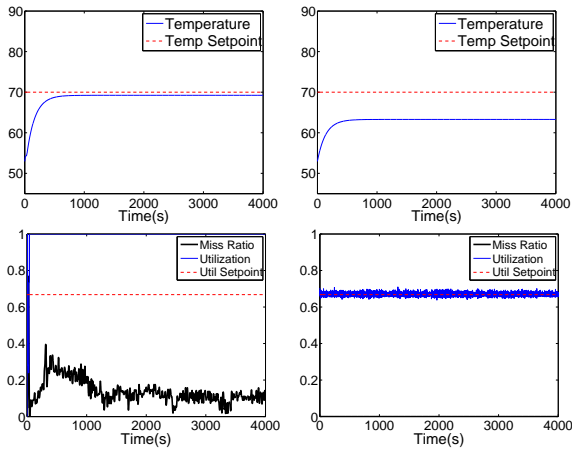 90
80
70
60
50
0 1000 2000 3000 4000
Time(s)
Temperature
Temp Setpoint
90
80
70
60
50
0 1000 2000 3000 4000
Time(s)
Temperature
Temp Setpoint
1
0.8
0.6
0.4
0.2
0
0 1000 2000 3000 4000
Time(s)
Miss Ratio
Utilization
Util Setpoint
1
0.8
0.6
0.4
0.2
0
0 1000 2000 3000 4000
Time(s)
Miss Ratio
Utilization
Util Setpoint